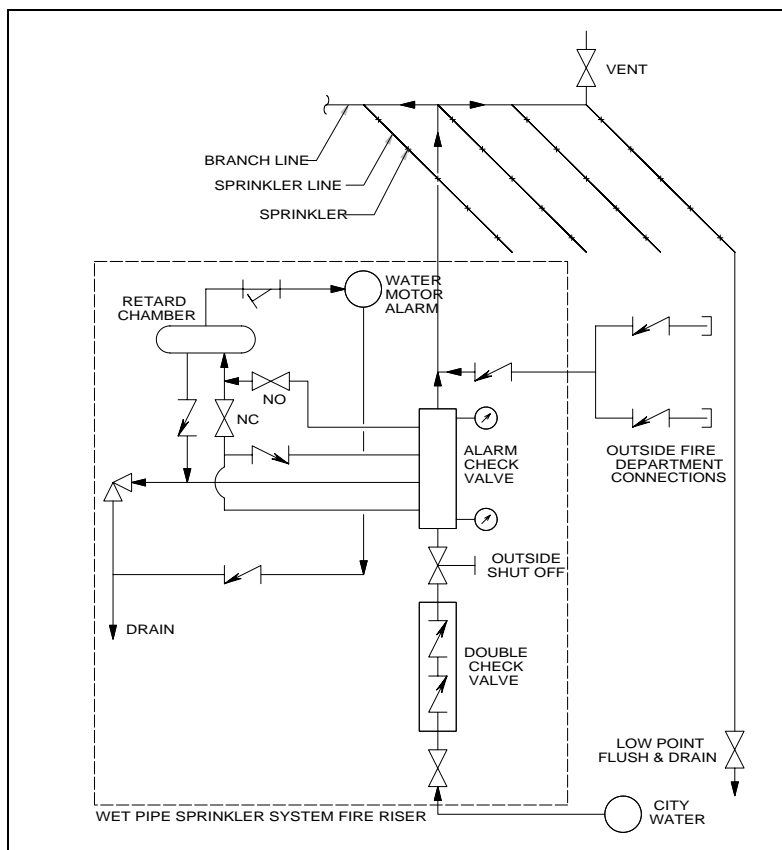 VENT
BRANCH LINE
SPRINKLER LINE
SPRINKLER
RETARD
CHAMBER
WATER
MOTOR
ALARM
NO
NC
ALARM
CHECK
VALVE
OUTSIDE FIRE
DEPARTMENT
CONNECTIONS
OUTSIDE
SHUT OFF
DRAIN
DOUBLE
CHECK
VALVE
LOW POINT
FLUSH & DRAIN
WET PIPE SPRINKLER SYSTEM FIRE RISER
CITY
WATER